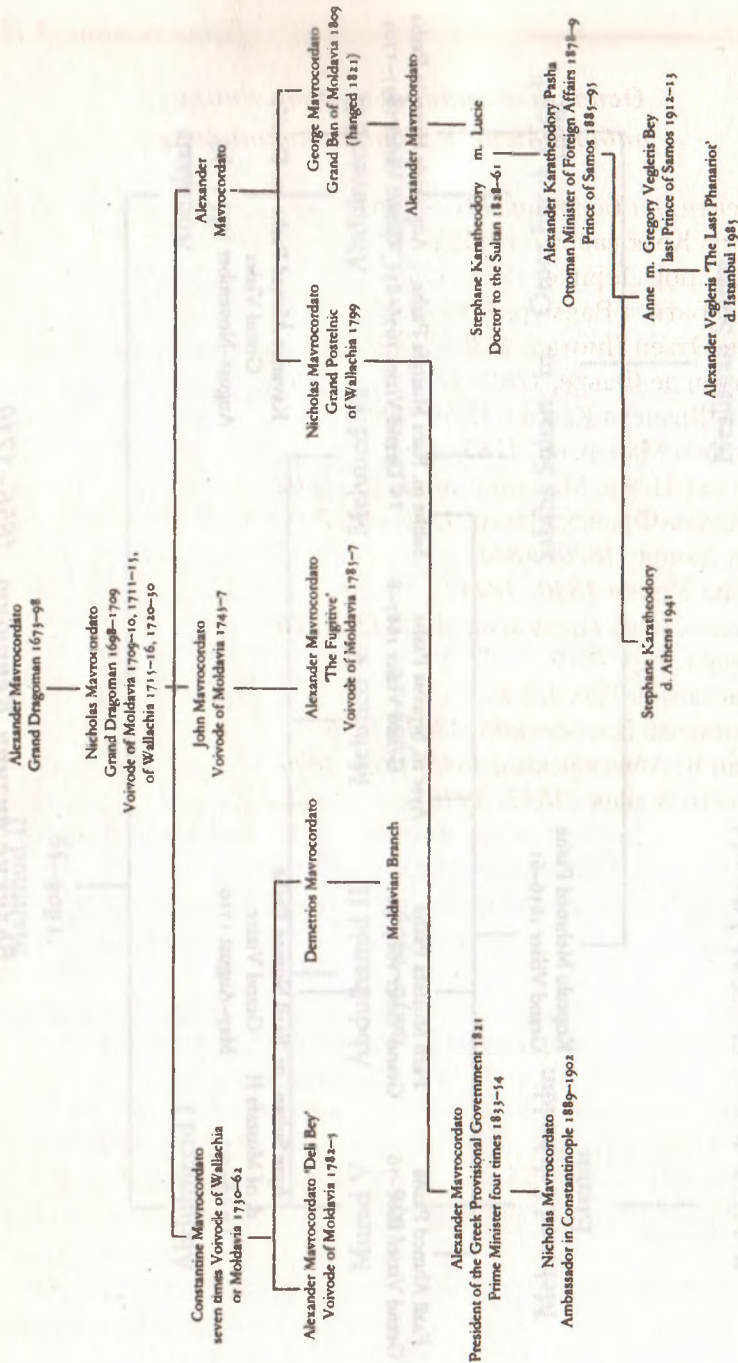 Alexander Mavrocordato
Grand Dragoman 1673–98
Nicholas Mavrocordato
Grand Dragoman 1698–1709
Voivode of Moldavia 1709–10, 1711–15,
of Wallachia 1715–16, 1720–30
Constantine Mavrocordato
seven times Voivode of Wallachia
or Moldavia 1730–62
John Mavrocordato
Voivode of Moldavia 1743–7
Alexander
Mavrocordato
Alexander Mavrocordato 'Deli Bey'
Voivode of Moldavia 1782–5
Demetrios Mavrocordato
Alexander Mavrocordato
'The Fugitive'
Voivode of Moldavia 1785–7
Nicholas Mavrocordato
Grand Postelnic
of Wallachia 1799
George Mavrocordato
Grand Ban of Moldavia 1809
(hanged 1821)
Moldavian Branch
Alexander Mavrocordato
Alexander Mavrocordato
President of the Greek Provisional Government 1821
Prime Minister four times 1833–54
Stephane Karatheodory m. Lucie
Doctor to the Sultan 1828–61
Nicholas Mavrocordato
Ambassador in Constantinople 1889–1902
Alexander Karatheodory Pasha
Ottoman Minister of Foreign Affairs 1878–9
Prince of Samos 1885–95
Stephane Karatheodory
d. Athens 1941
Anne m. Gregory Vegleris Bey
last Prince of Samos 1912–13
Alexander Vegleris 'The Last Phanariot'
d. Istanbul 1985